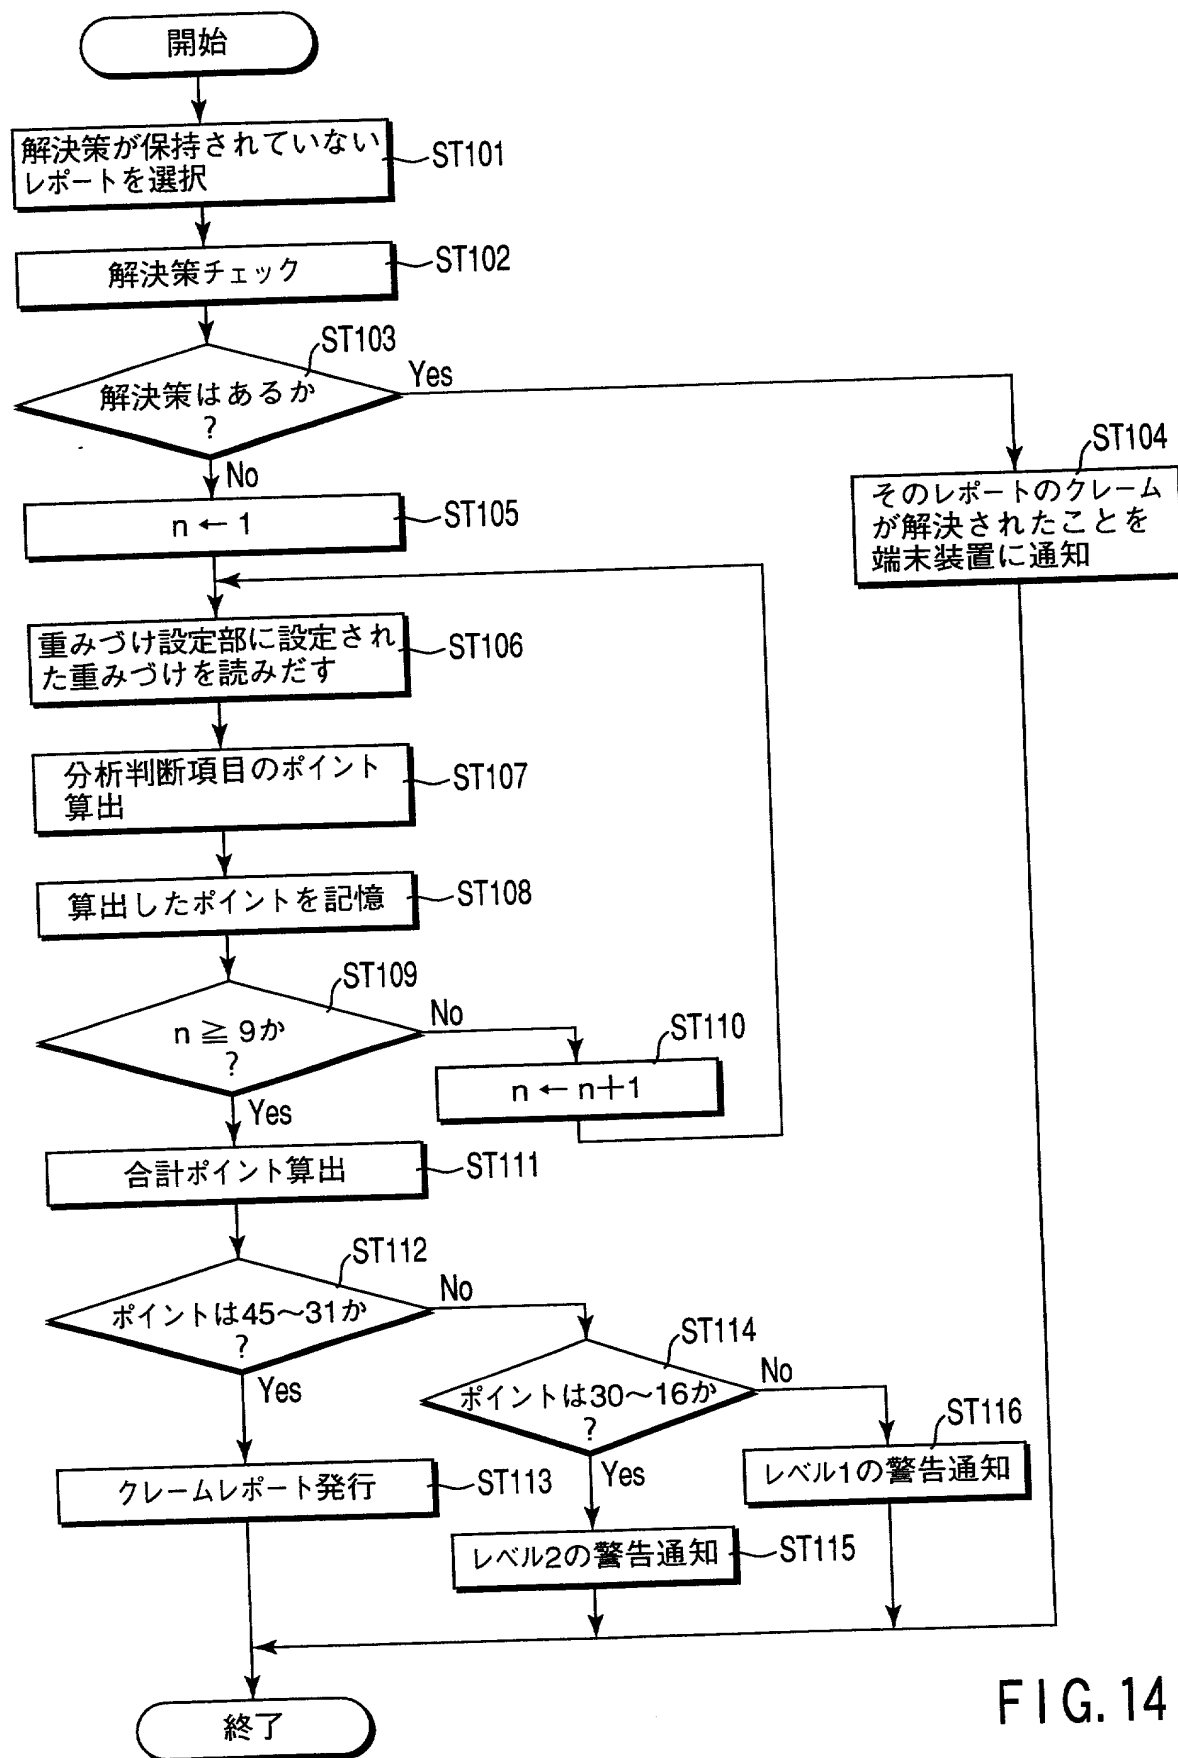 開始
解決策が保持されていない
レポートを選択
ST101
解決策チェック
ST102
ST103
解決策はあるか
?
Yes
No
ST104
そのレポートのクレーム
が解決されたことを
端末装置に通知
n ← 1
ST105
重みづけ設定部に設定され
た重みづけを読みだす
ST106
分析判断項目のポイント
算出
ST107
算出したポイントを記憶
ST108
ST109
n ≧ 9か
?
No
Yes
ST110
n ← n+1
合計ポイント算出
ST111
ST112
ポイントは45〜31か
?
No
Yes
ST114
ポイントは30〜16か
?
No
Yes
ST116
レベル1の警告通知
クレームレポート発行
ST113
レベル2の警告通知
ST115
終了
FIG. 14